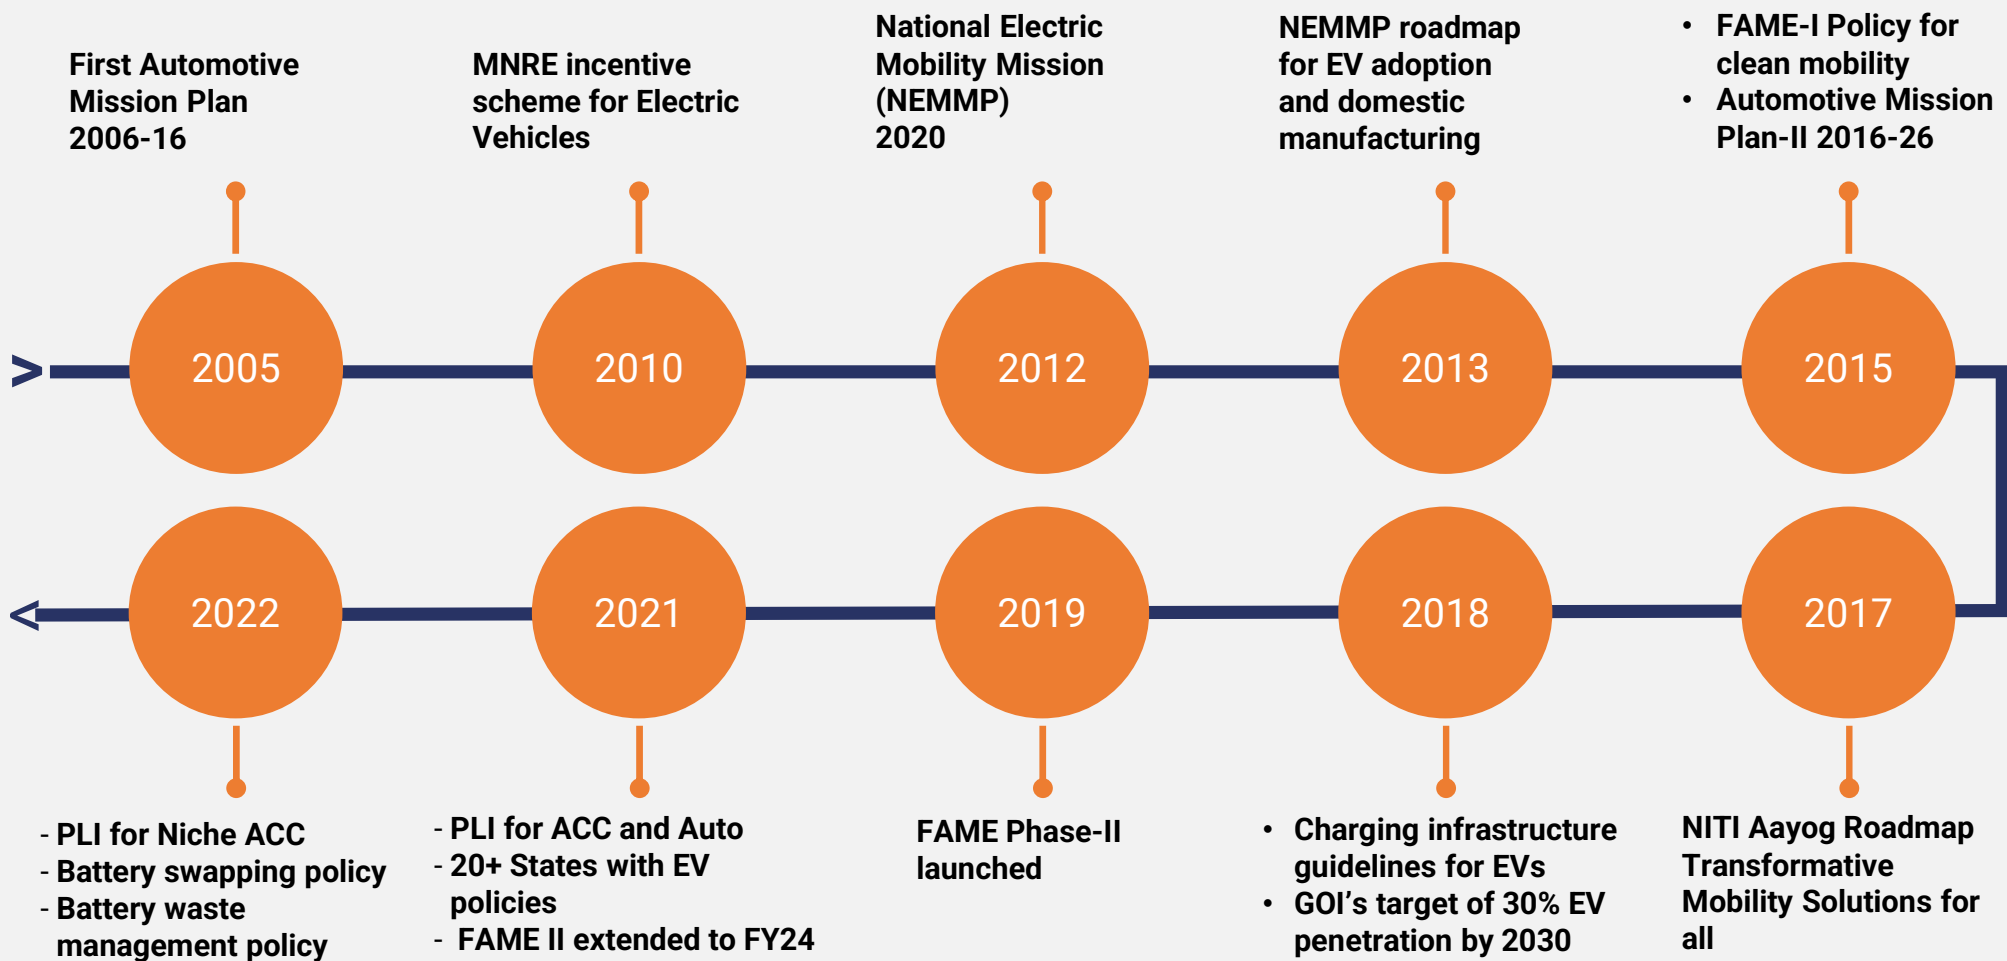 First Automotive
Mission Plan
2006-16
MNRE incentive
scheme for Electric
Vehicles
National Electric
Mobility Mission
(NEMMP)
2020
NEMMP roadmap
for EV adoption
and domestic
manufacturing
• FAME-I Policy for
clean mobility
• Automotive Mission
Plan-II 2016-26
2005
2010
2012
2013
2015
2022
2021
2019
2018
2017
- PLI for Niche ACC
- Battery swapping policy
- Battery waste
management policy
- PLI for ACC and Auto
- 20+ States with EV
policies
- FAME II extended to FY24
FAME Phase-II
launched
• Charging infrastructure
guidelines for EVs
• GOI’s target of 30% EV
penetration by 2030
NITI Aayog Roadmap
Transformative
Mobility Solutions for
all